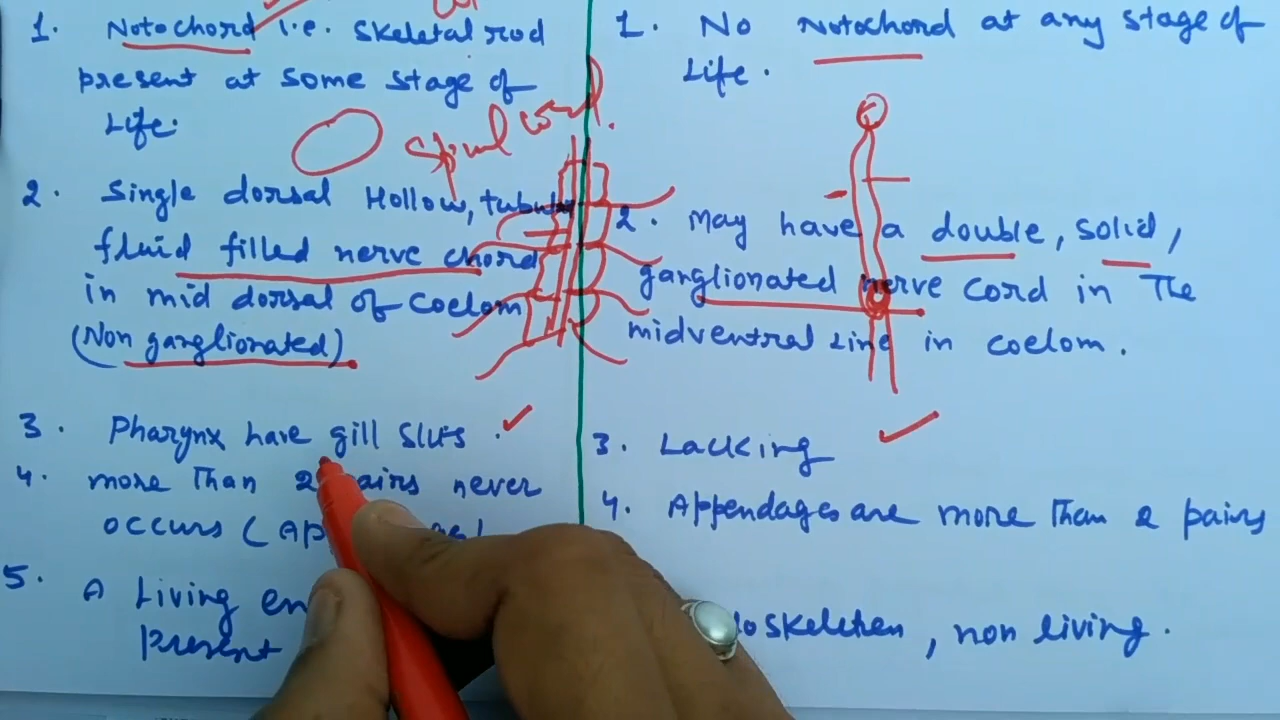 1. Notochord i.e. skeletal rod
present at some stage of
Life.
spinal cord.
2. Single dorsal Hollow, tubular
fluid filled nerve chord
in mid dorsal of coelom
(Non ganglionated)
3. Pharynx have gill slits.
4. more Than 2 pairs never
occurs (
5. A Living
Present
1. No Notochord at any stage of
Life.
2. May have a double, solid,
ganglionated nerve cord in The
midventral Line in coelom.
3. Lacking
4. Appendages are more Than 2 pairs
, non living.